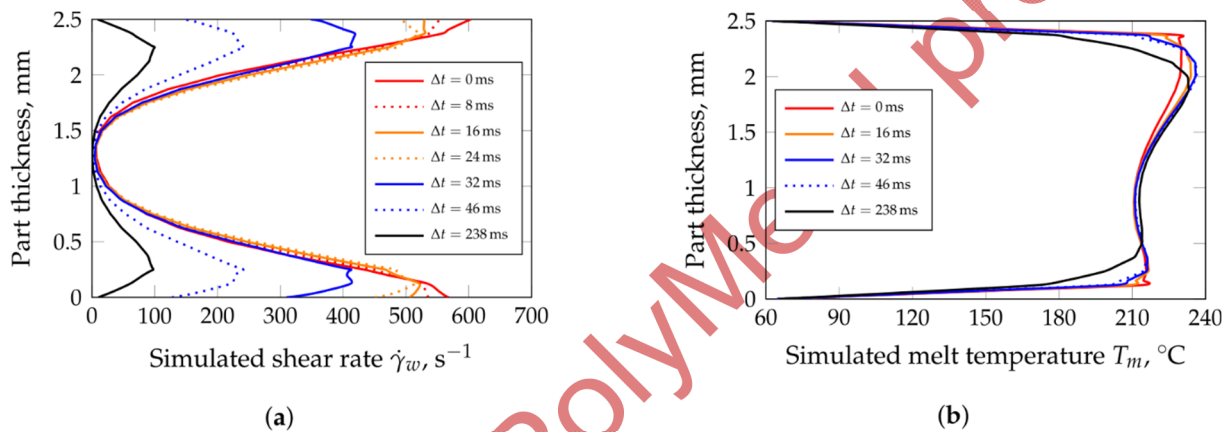 2.5
2
1.5
1
0.5
0
0
100
200
300
400
500
600
700
Part thickness, mm
Simulated shear rate γ̇w, s⁻¹
Δt = 0 ms
Δt = 8 ms
Δt = 16 ms
Δt = 24 ms
Δt = 32 ms
Δt = 46 ms
Δt = 238 ms
(a)
2.5
2
1.5
1
0.5
0
60
90
120
150
180
210
240
Part thickness, mm
Simulated melt temperature Tm, °C
Δt = 0 ms
Δt = 16 ms
Δt = 32 ms
Δt = 46 ms
Δt = 238 ms
(b)